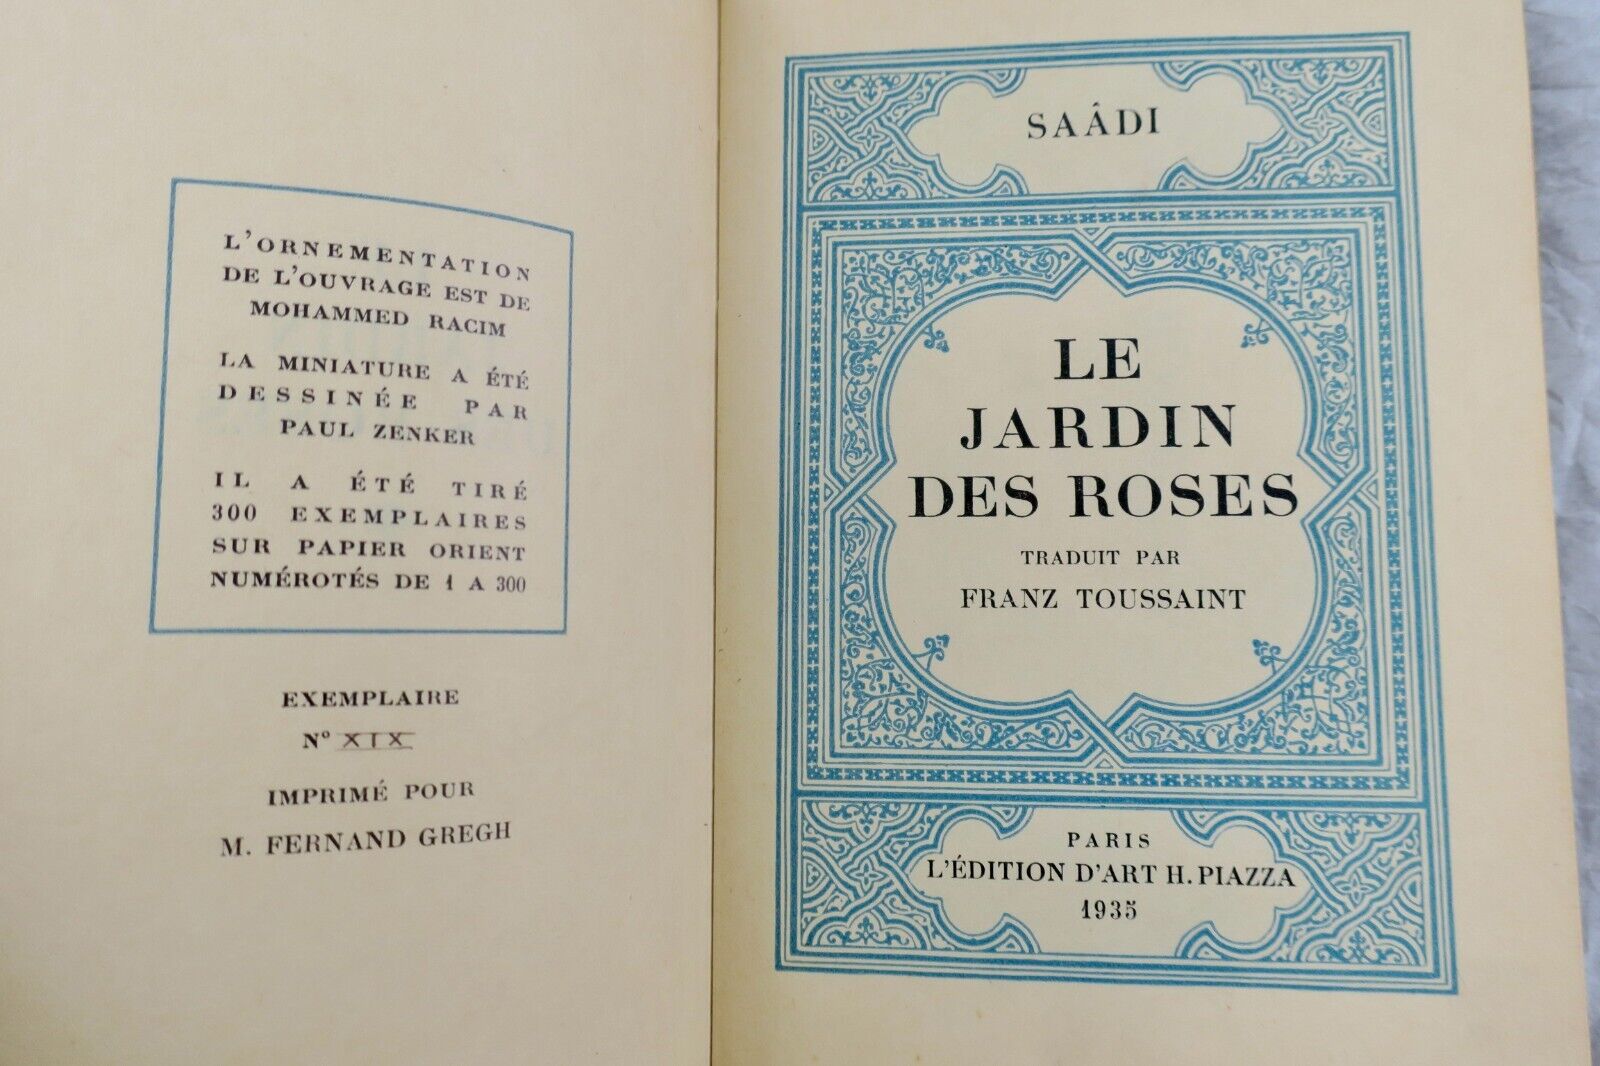 L'ORNEMENTATION
DE L'OUVRAGE EST DE
MOHAMMED RACIM
LA MINIATURE A ÉTÉ
DESSINÉE PAR
PAUL ZENKER
IL A ÉTÉ TIRÉ
300 EXEMPLAIRES
SUR PAPIER ORIENT
NUMÉROTÉS DE 1 A 300
EXEMPLAIRE
Nº XIX
IMPRIMÉ POUR
M. FERNAND GREGH
SAÂDI
LE
JARDIN
DES ROSES
TRADUIT PAR
FRANZ TOUSSAINT
PARIS
L'ÉDITION D'ART H. PIAZZA
1935